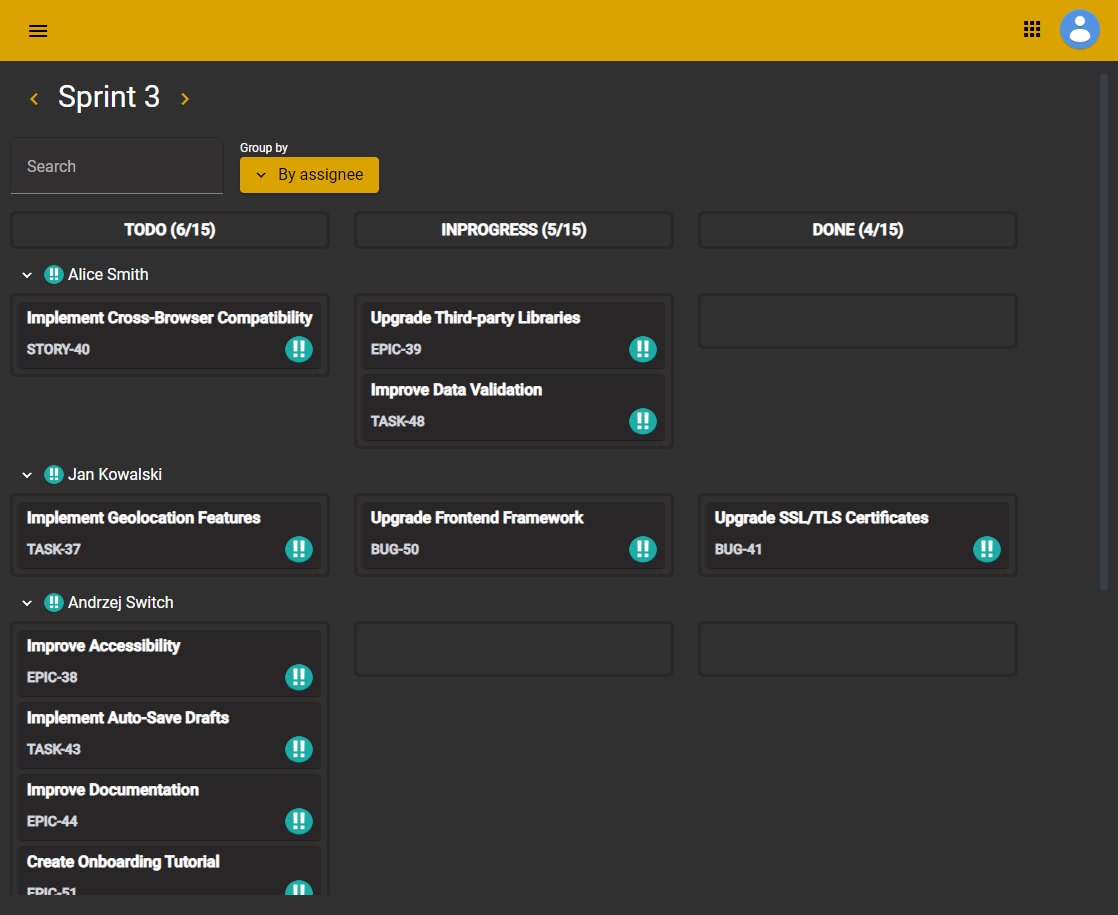 Sprint 3
Search
Group by
By assignee
TODO (6/15)
INPROGRESS (5/15)
DONE (4/15)
Alice Smith
Implement Cross-Browser Compatibility
STORY-40
Upgrade Third-party Libraries
EPIC-39
Improve Data Validation
TASK-48
Jan Kowalski
Implement Geolocation Features
TASK-37
Upgrade Frontend Framework
BUG-50
Upgrade SSL/TLS Certificates
BUG-41
Andrzej Switch
Improve Accessibility
EPIC-38
Implement Auto-Save Drafts
TASK-43
Improve Documentation
EPIC-44
Create Onboarding Tutorial
EPIC-51